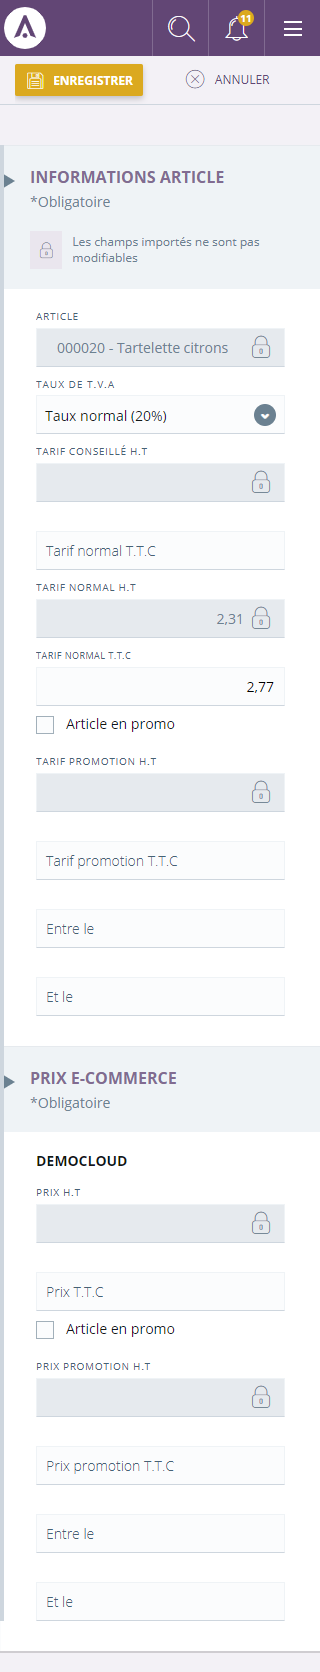 11
ENREGISTRER
ANNULER
INFORMATIONS ARTICLE
*Obligatoire
Les champs importés ne sont pas
modifiables
ARTICLE
000020 - Tartelette citrons
TAUX DE T.V.A
Taux normal (20%)
TARIF CONSEILLÉ H.T
Tarif normal T.T.C
TARIF NORMAL H.T
2,31
TARIF NORMAL T.T.C
2,77
Article en promo
TARIF PROMOTION H.T
Tarif promotion T.T.C
Entre le
Et le
PRIX E-COMMERCE
*Obligatoire
DEMOCLOUD
PRIX H.T
Prix T.T.C
Article en promo
PRIX PROMOTION H.T
Prix promotion T.T.C
Entre le
Et le